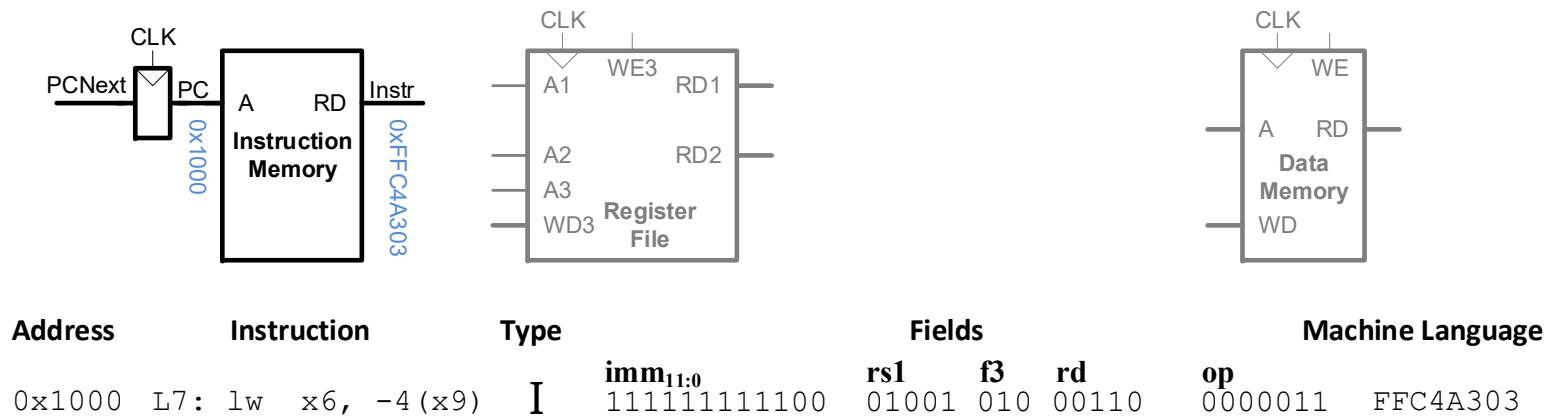 CLK
CLK
CLK
PCNext
PC
A
RD
Instr
Instruction
Memory
0x1000
0xFFC4A303
A1
WE3
RD1
A2
RD2
A3
WD3
Register
File
WE
A
RD
Data
Memory
WD
Address Instruction Type Fields Machine Language
imm11:0 rs1 f3 rd op
0x1000 L7: lw x6, -4(x9) I 111111111100 01001 010 00110 0000011 FFC4A303